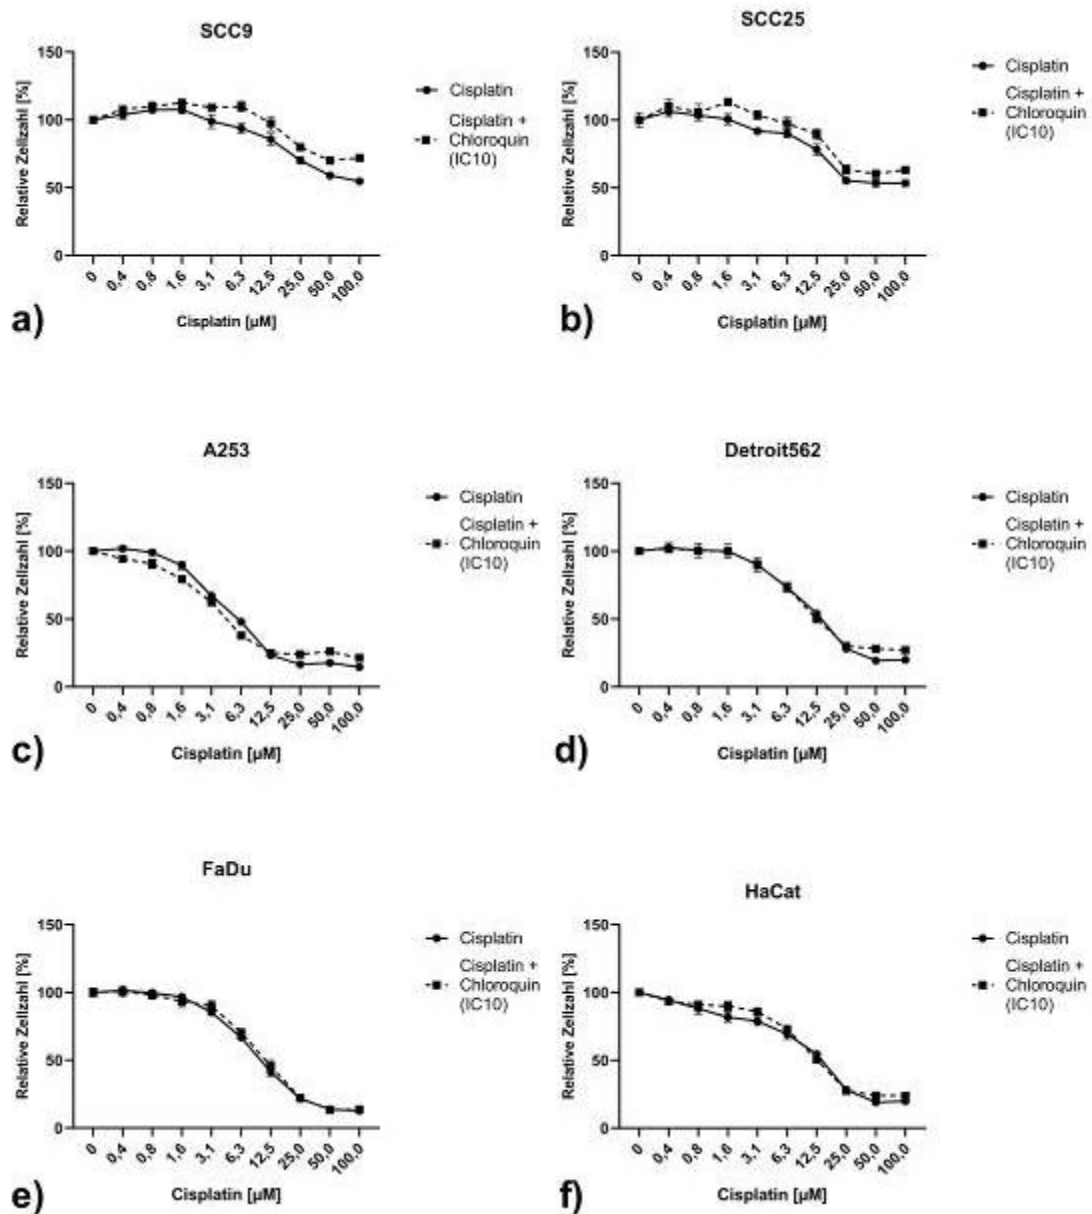 SCC9
Relative Zellzahl [%]
150
100
50
0
0
0,4
0,8
1,6
3,1
6,3
12,5
25,0
50,0
100,0
Cisplatin [µM]
Cisplatin
Cisplatin +
Chloroquin
(IC10)
a)
SCC25
Relative Zellzahl [%]
150
100
50
0
0
0,4
0,8
1,6
3,1
6,3
12,5
25,0
50,0
100,0
Cisplatin [µM]
Cisplatin
Cisplatin +
Chloroquin
(IC10)
b)
A253
Relative Zellzahl [%]
150
100
50
0
0
0,4
0,8
1,6
3,1
6,3
12,5
25,0
50,0
100,0
Cisplatin [µM]
Cisplatin
Cisplatin +
Chloroquin
(IC10)
c)
Detroit562
Relative Zellzahl [%]
150
100
50
0
0
0,4
0,8
1,6
3,1
6,3
12,5
25,0
50,0
100,0
Cisplatin [µM]
Cisplatin
Cisplatin +
Chloroquin
(IC10)
d)
FaDu
Relative Zellzahl [%]
150
100
50
0
0
0,4
0,8
1,6
3,1
6,3
12,5
25,0
50,0
100,0
Cisplatin [µM]
Cisplatin
Cisplatin +
Chloroquin
(IC10)
e)
HaCat
Relative Zellzahl [%]
150
100
50
0
0
0,4
0,8
1,6
3,1
6,3
12,5
25,0
50,0
100,0
Cisplatin [µM]
Cisplatin
Cisplatin +
Chloroquin
(IC10)
f)